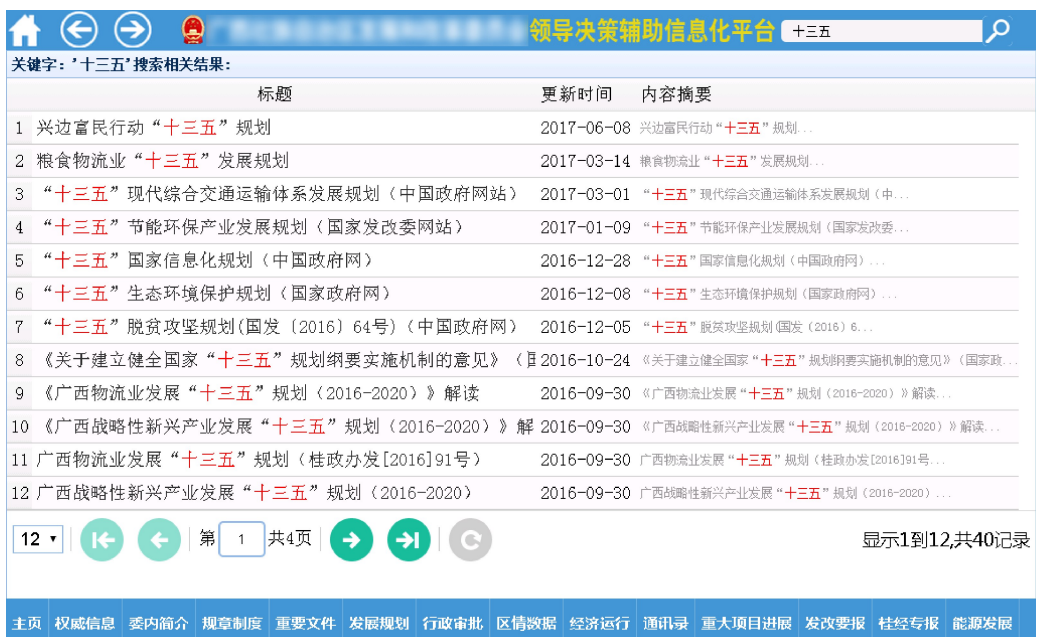 领导决策辅助信息化平台 十三五
关键字：'十三五'搜索相关结果：
标题 更新时间 内容摘要
1 兴边富民行动“十三五”规划 2017-06-08 兴边富民行动“十三五”规划...
2 粮食物流业“十三五”发展规划 2017-03-14 粮食物流业“十三五”发展规划...
3 “十三五”现代综合交通运输体系发展规划（中国政府网站） 2017-03-01 “十三五”现代综合交通运输体系发展规划（中...
4 “十三五”节能环保产业发展规划（国家发改委网站） 2017-01-09 “十三五”节能环保产业发展规划（国家发改委...
5 “十三五”国家信息化规划（中国政府网） 2016-12-28 “十三五”国家信息化规划（中国政府网）...
6 “十三五”生态环境保护规划（国家政府网） 2016-12-08 “十三五”生态环境保护规划（国家政府网）...
7 “十三五”脱贫攻坚规划(国发〔2016〕64号)（中国政府网） 2016-12-05 “十三五”脱贫攻坚规划(国发〔2016〕6...
8 《关于建立健全国家“十三五”规划纲要实施机制的意见》（ 2016-10-24 《关于建立健全国家“十三五”规划纲要实施机制的意见》（国家政...
9 《广西物流业发展“十三五”规划（2016-2020）》解读 2016-09-30 《广西物流业发展“十三五”规划（2016-2020）》解读...
10 《广西战略性新兴产业发展“十三五”规划（2016-2020）》解 2016-09-30 《广西战略性新兴产业发展“十三五”规划（2016-2020）》解读...
11 广西物流业发展“十三五”规划（桂政办发[2016]91号） 2016-09-30 广西物流业发展“十三五”规划（桂政办发[2016]91号...
12 广西战略性新兴产业发展“十三五”规划（2016-2020） 2016-09-30 广西战略性新兴产业发展“十三五”规划（2016-2020）...
12 第 1 共4页 显示1到12,共40记录
主页 权威信息 委内简介 规章制度 重要文件 发展规划 行政审批 区情数据 经济运行 通讯录 重大项目进展 发改要报 桂经专报 能源发展